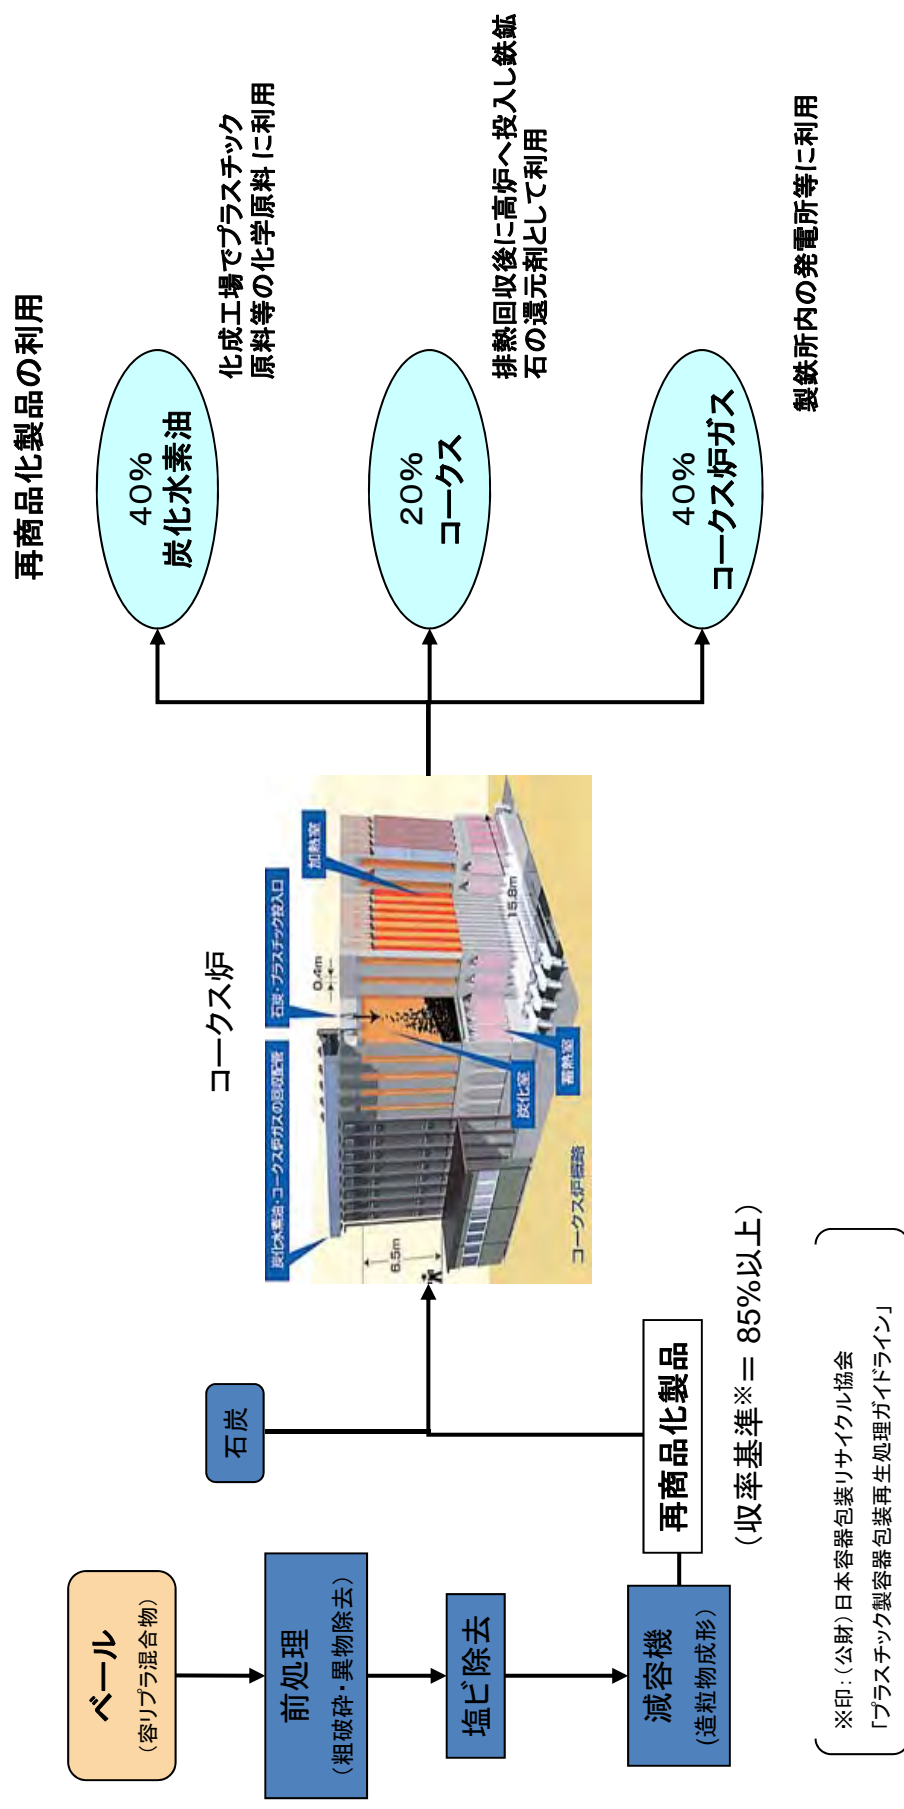 ベール
（容リプラ混合物）
前処理
（粗破砕・異物除去）
塩ビ除去
減容機
（造粒物成形）
石炭
再商品化製品
（収率基準※＝ 85%以上）
コークス炉
炭化水素油・コークス炉ガスの回収配管
石炭・プラスチック投入口
加熱室
0.4m
6.5m
15.8m
炭化室
蓄熱室
コークス炉概略
再商品化製品の利用
40%
炭化水素油
化成工場でプラスチック
原料等の化学原料 に利用
20%
コークス
排熱回収後に高炉へ投入し鉄鉱
石の還元剤として利用
40%
コークス炉ガス
製鉄所内の発電所等に利用
※印：（公財）日本容器包装リサイクル協会
「プラスチック製容器包装再生処理ガイドライン」